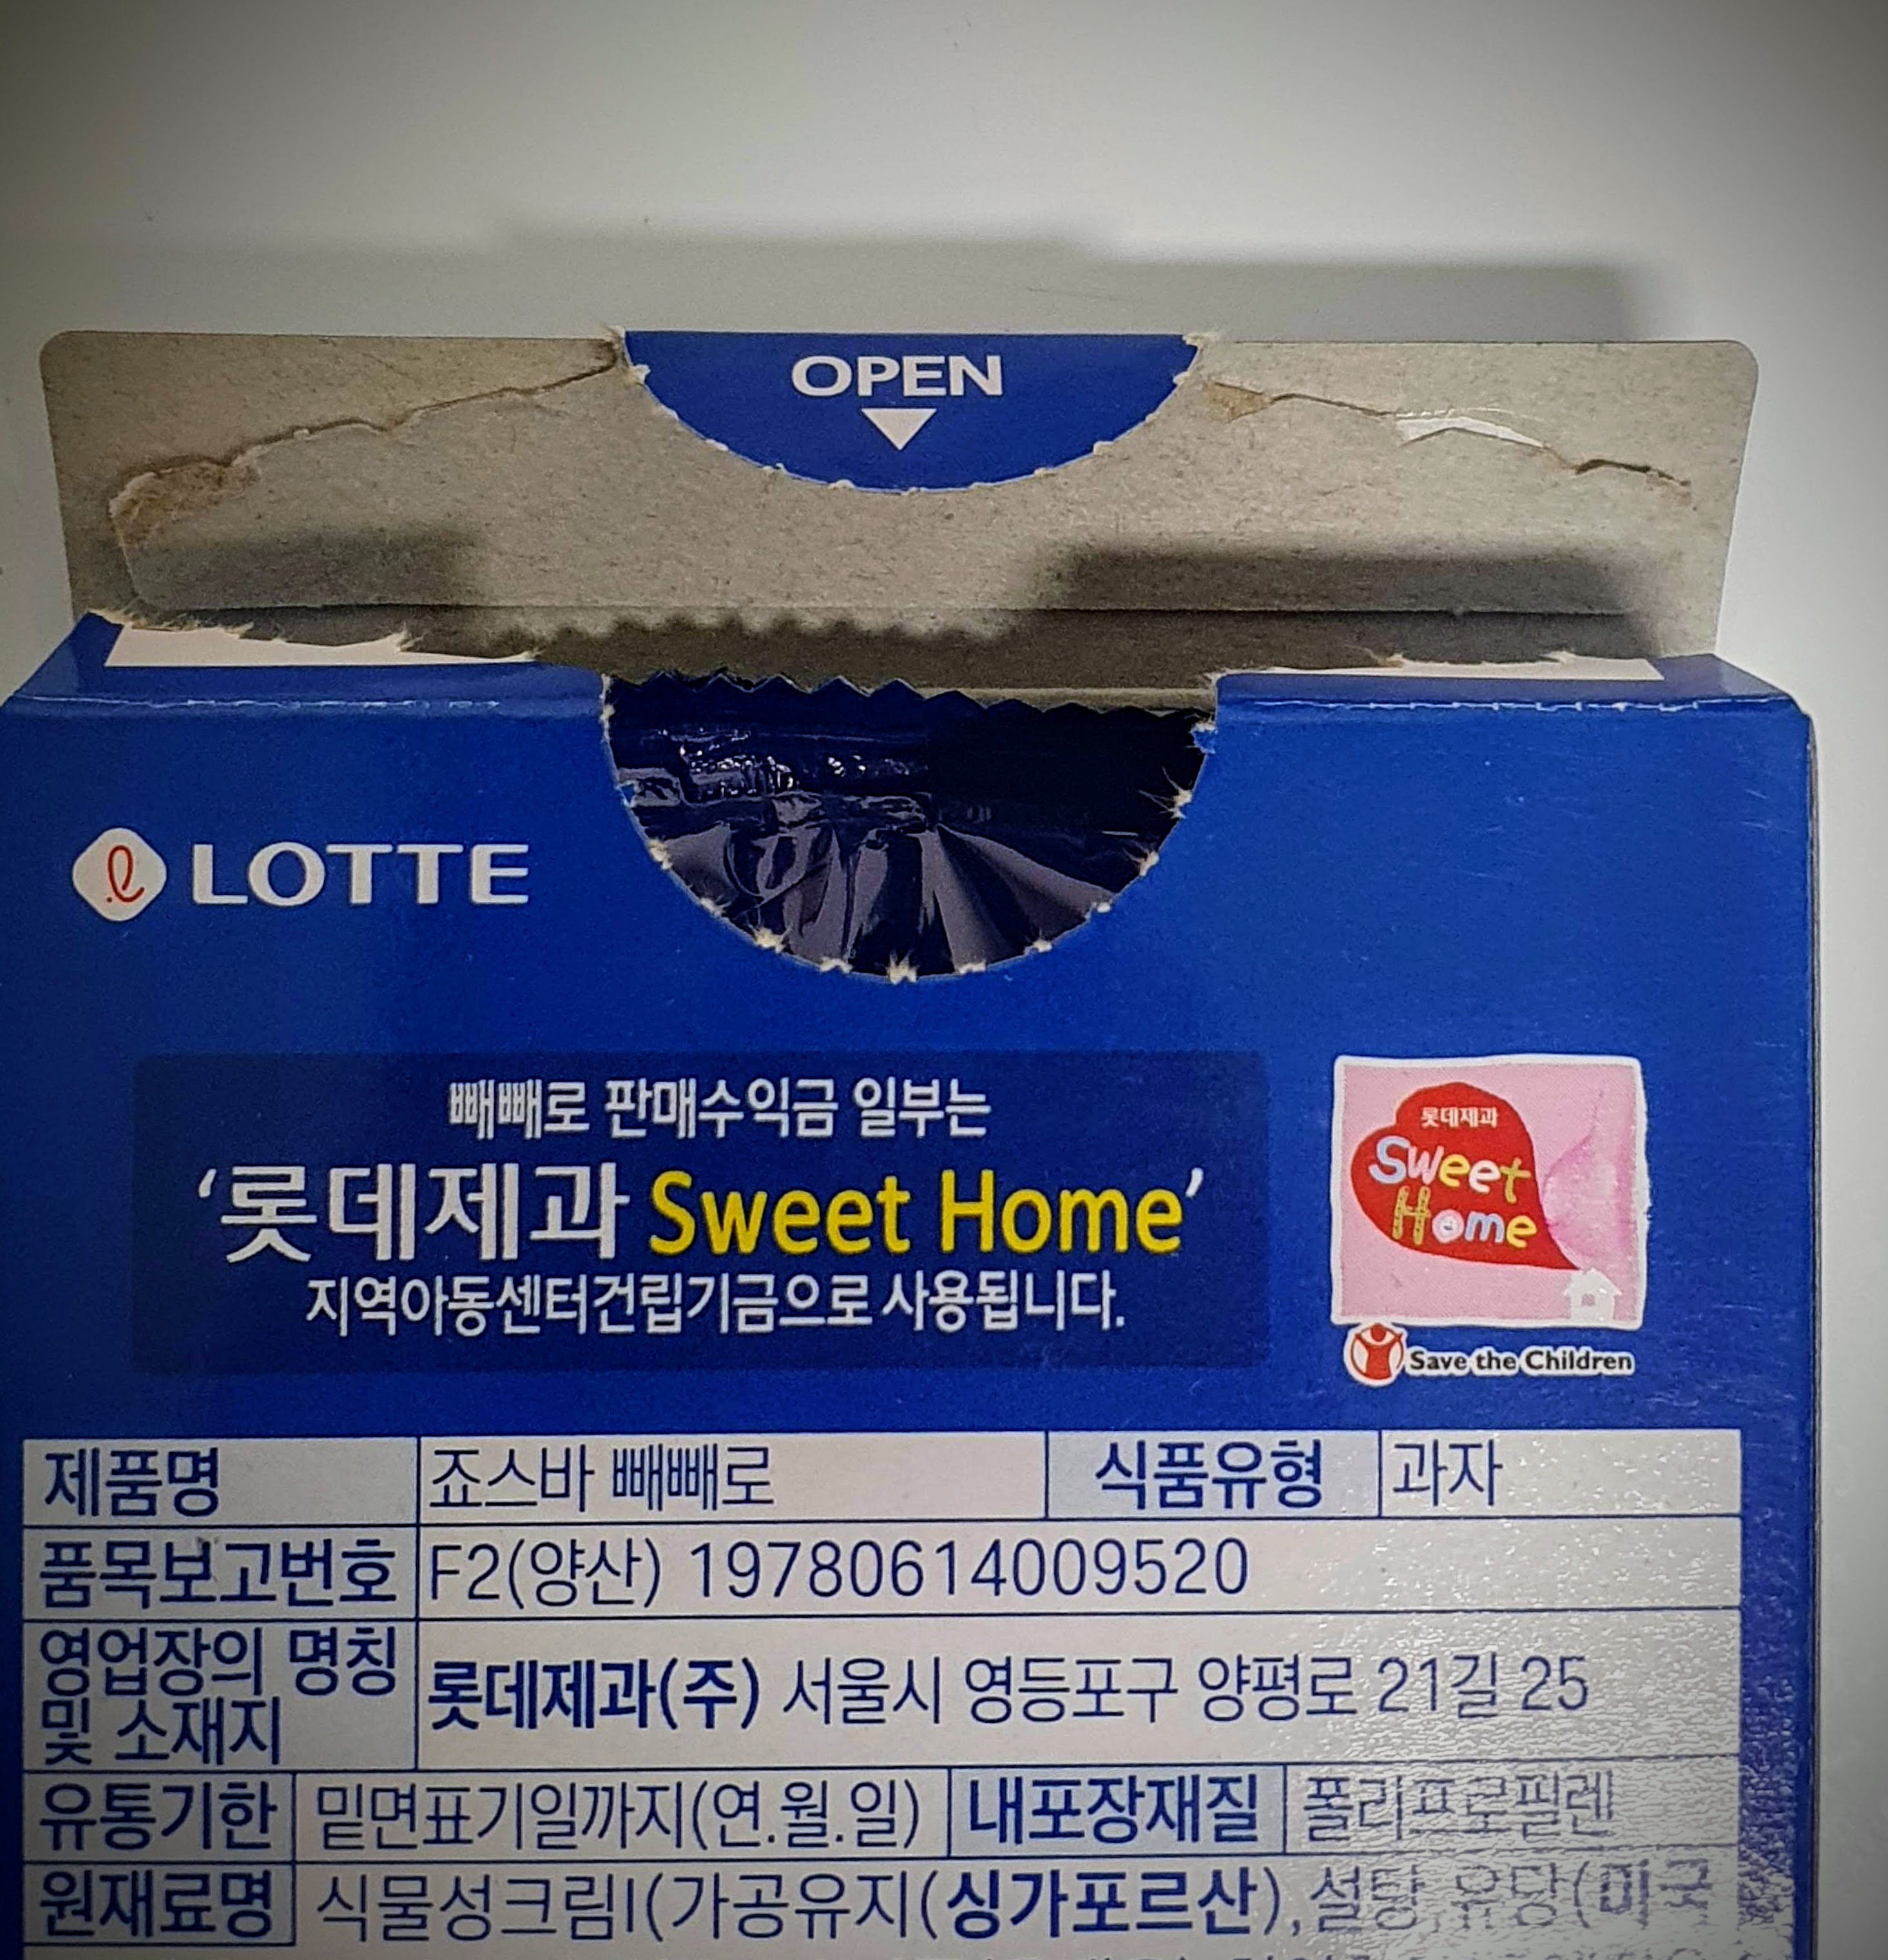 OPEN
LOTTE
빼빼로 판매수익금 일부는
‘롯데제과 Sweet Home’
지역아동센터건립기금으로 사용됩니다.
롯데제과
Sweet
Home
Save the Children
제품명 죠스바 빼빼로 식품유형 과자
품목보고번호 F2(양산) 19780614009520
영업장의 명칭
및 소재지
롯데제과(주) 서울시 영등포구 양평로 21길 25
유통기한 밑면표기일까지(연.월.일) 내포장재질 폴리프로필렌
원재료명 식물성크림I(가공유지(싱가포르산),설탕,유당(미국